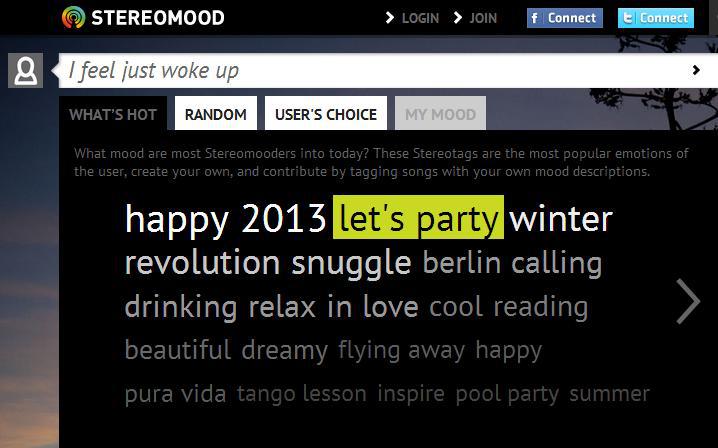 STEREOMOOD LOGIN JOIN f Connect t Connect
I feel just woke up
WHAT'S HOT RANDOM USER'S CHOICE MY MOOD
What mood are most Stereomooders into today? These Stereotags are the most popular emotions of
the user, create your own, and contribute by tagging songs with your own mood descriptions.
happy 2013 let's party winter
revolution snuggle berlin calling
drinking relax in love cool reading
beautiful dreamy flying away happy
pura vida tango lesson inspire pool party summer